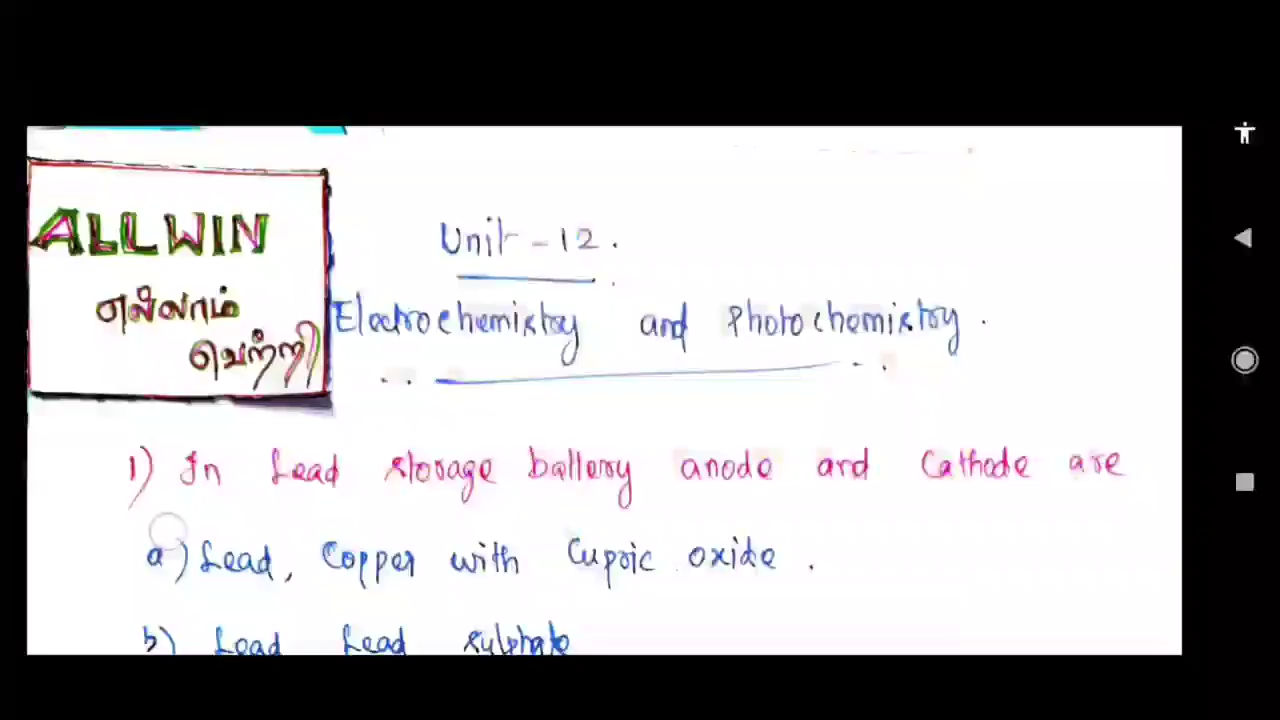 ALLWIN
எல்லாம்
வெற்றி
Unit - 12.
Electrochemistry and Photochemistry.
1) In Lead storage battery anode and Cathode are
a) Lead, Copper with Cupric oxide.
b) Lead Lead sulphate